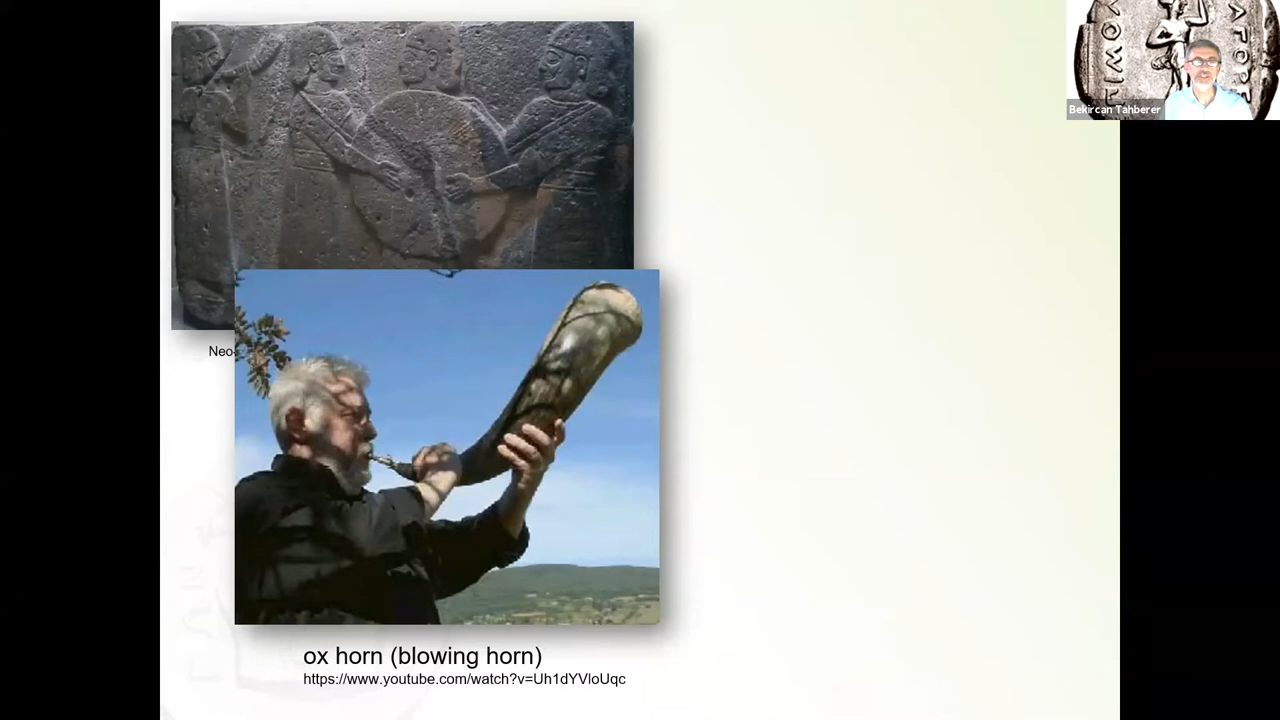 Bekircan Tahberer
Neo-
ox horn (blowing horn)
https://www.youtube.com/watch?v=Uh1dYVloUqc